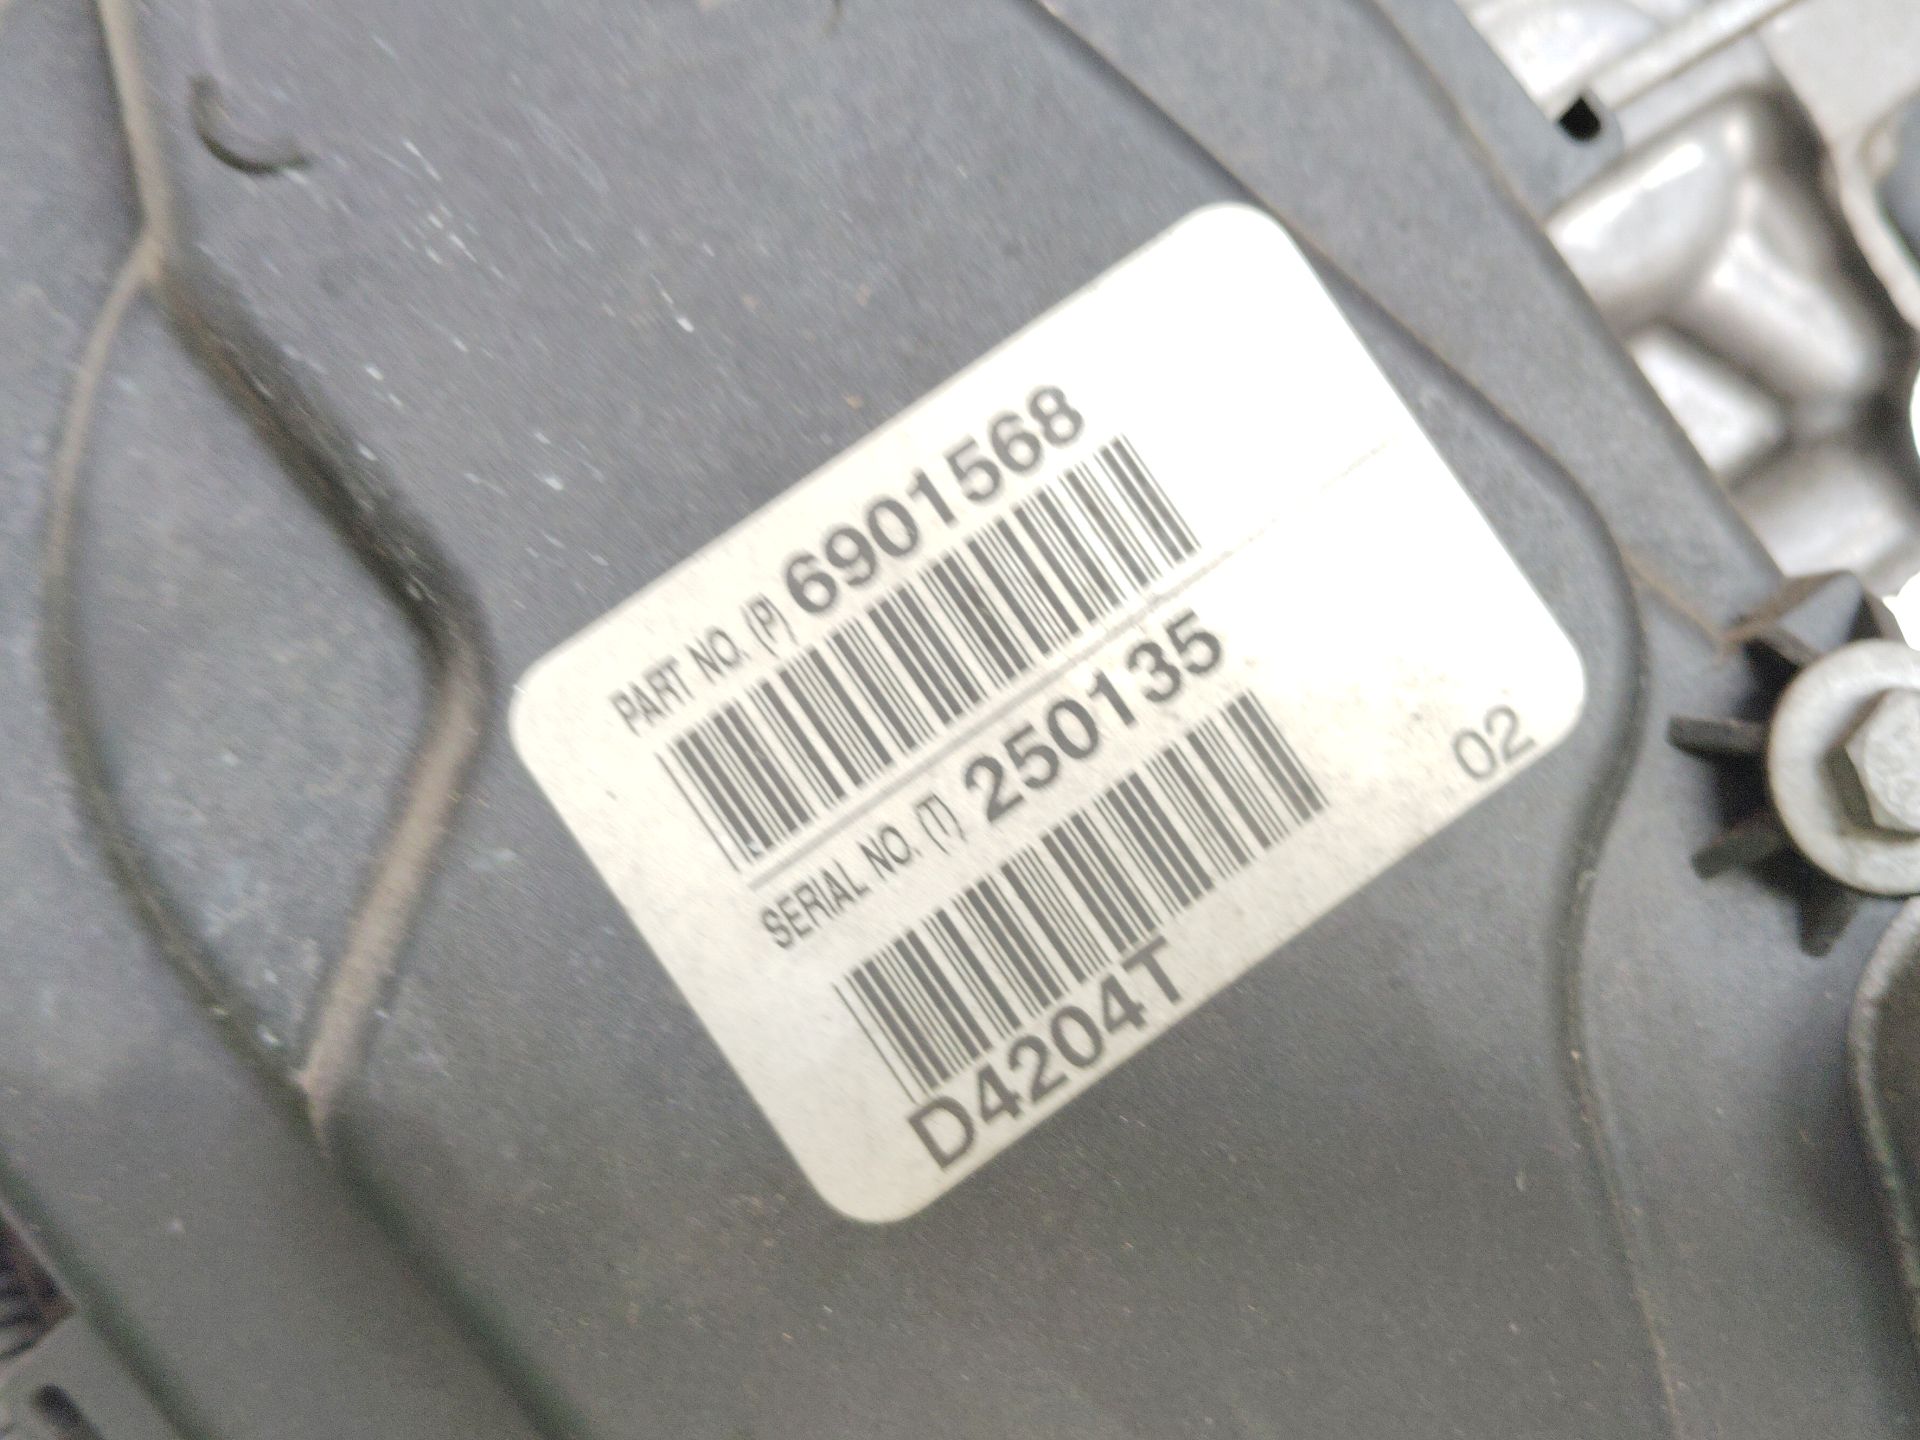 PART NO. (P) 6901568
SERIAL NO. (T) 250135
D4204T
02